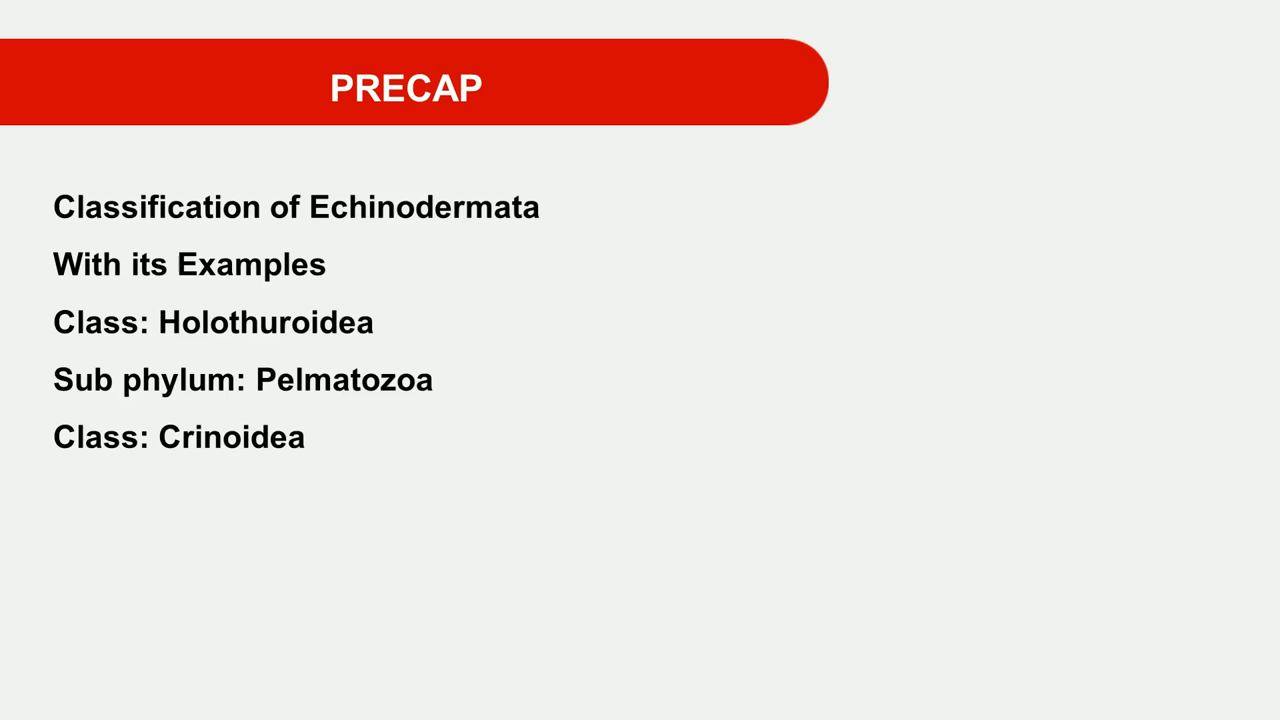 PRECAP
Classification of Echinodermata
With its Examples
Class: Holothuroidea
Sub phylum: Pelmatozoa
Class: Crinoidea